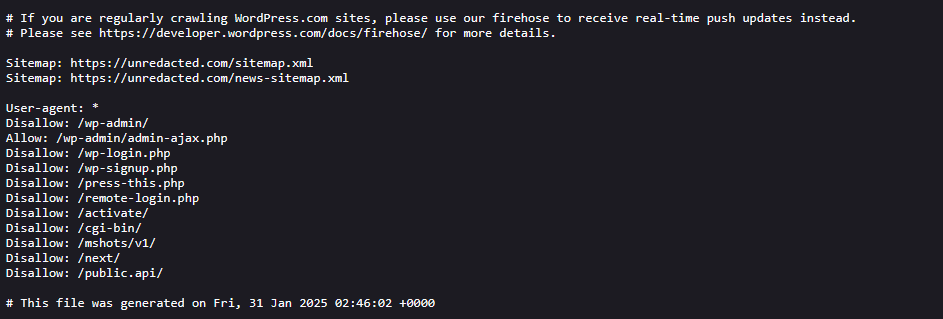 # If you are regularly crawling WordPress.com sites, please use our firehose to receive real-time push updates instead.
# Please see https://developer.wordpress.com/docs/firehose/ for more details.
Sitemap: https://unredacted.com/sitemap.xml
Sitemap: https://unredacted.com/news-sitemap.xml
User-agent: *
Disallow: /wp-admin/
Allow: /wp-admin/admin-ajax.php
Disallow: /wp-login.php
Disallow: /wp-signup.php
Disallow: /press-this.php
Disallow: /remote-login.php
Disallow: /activate/
Disallow: /cgi-bin/
Disallow: /mshots/v1/
Disallow: /next/
Disallow: /public.api/
# This file was generated on Fri, 31 Jan 2025 02:46:02 +0000